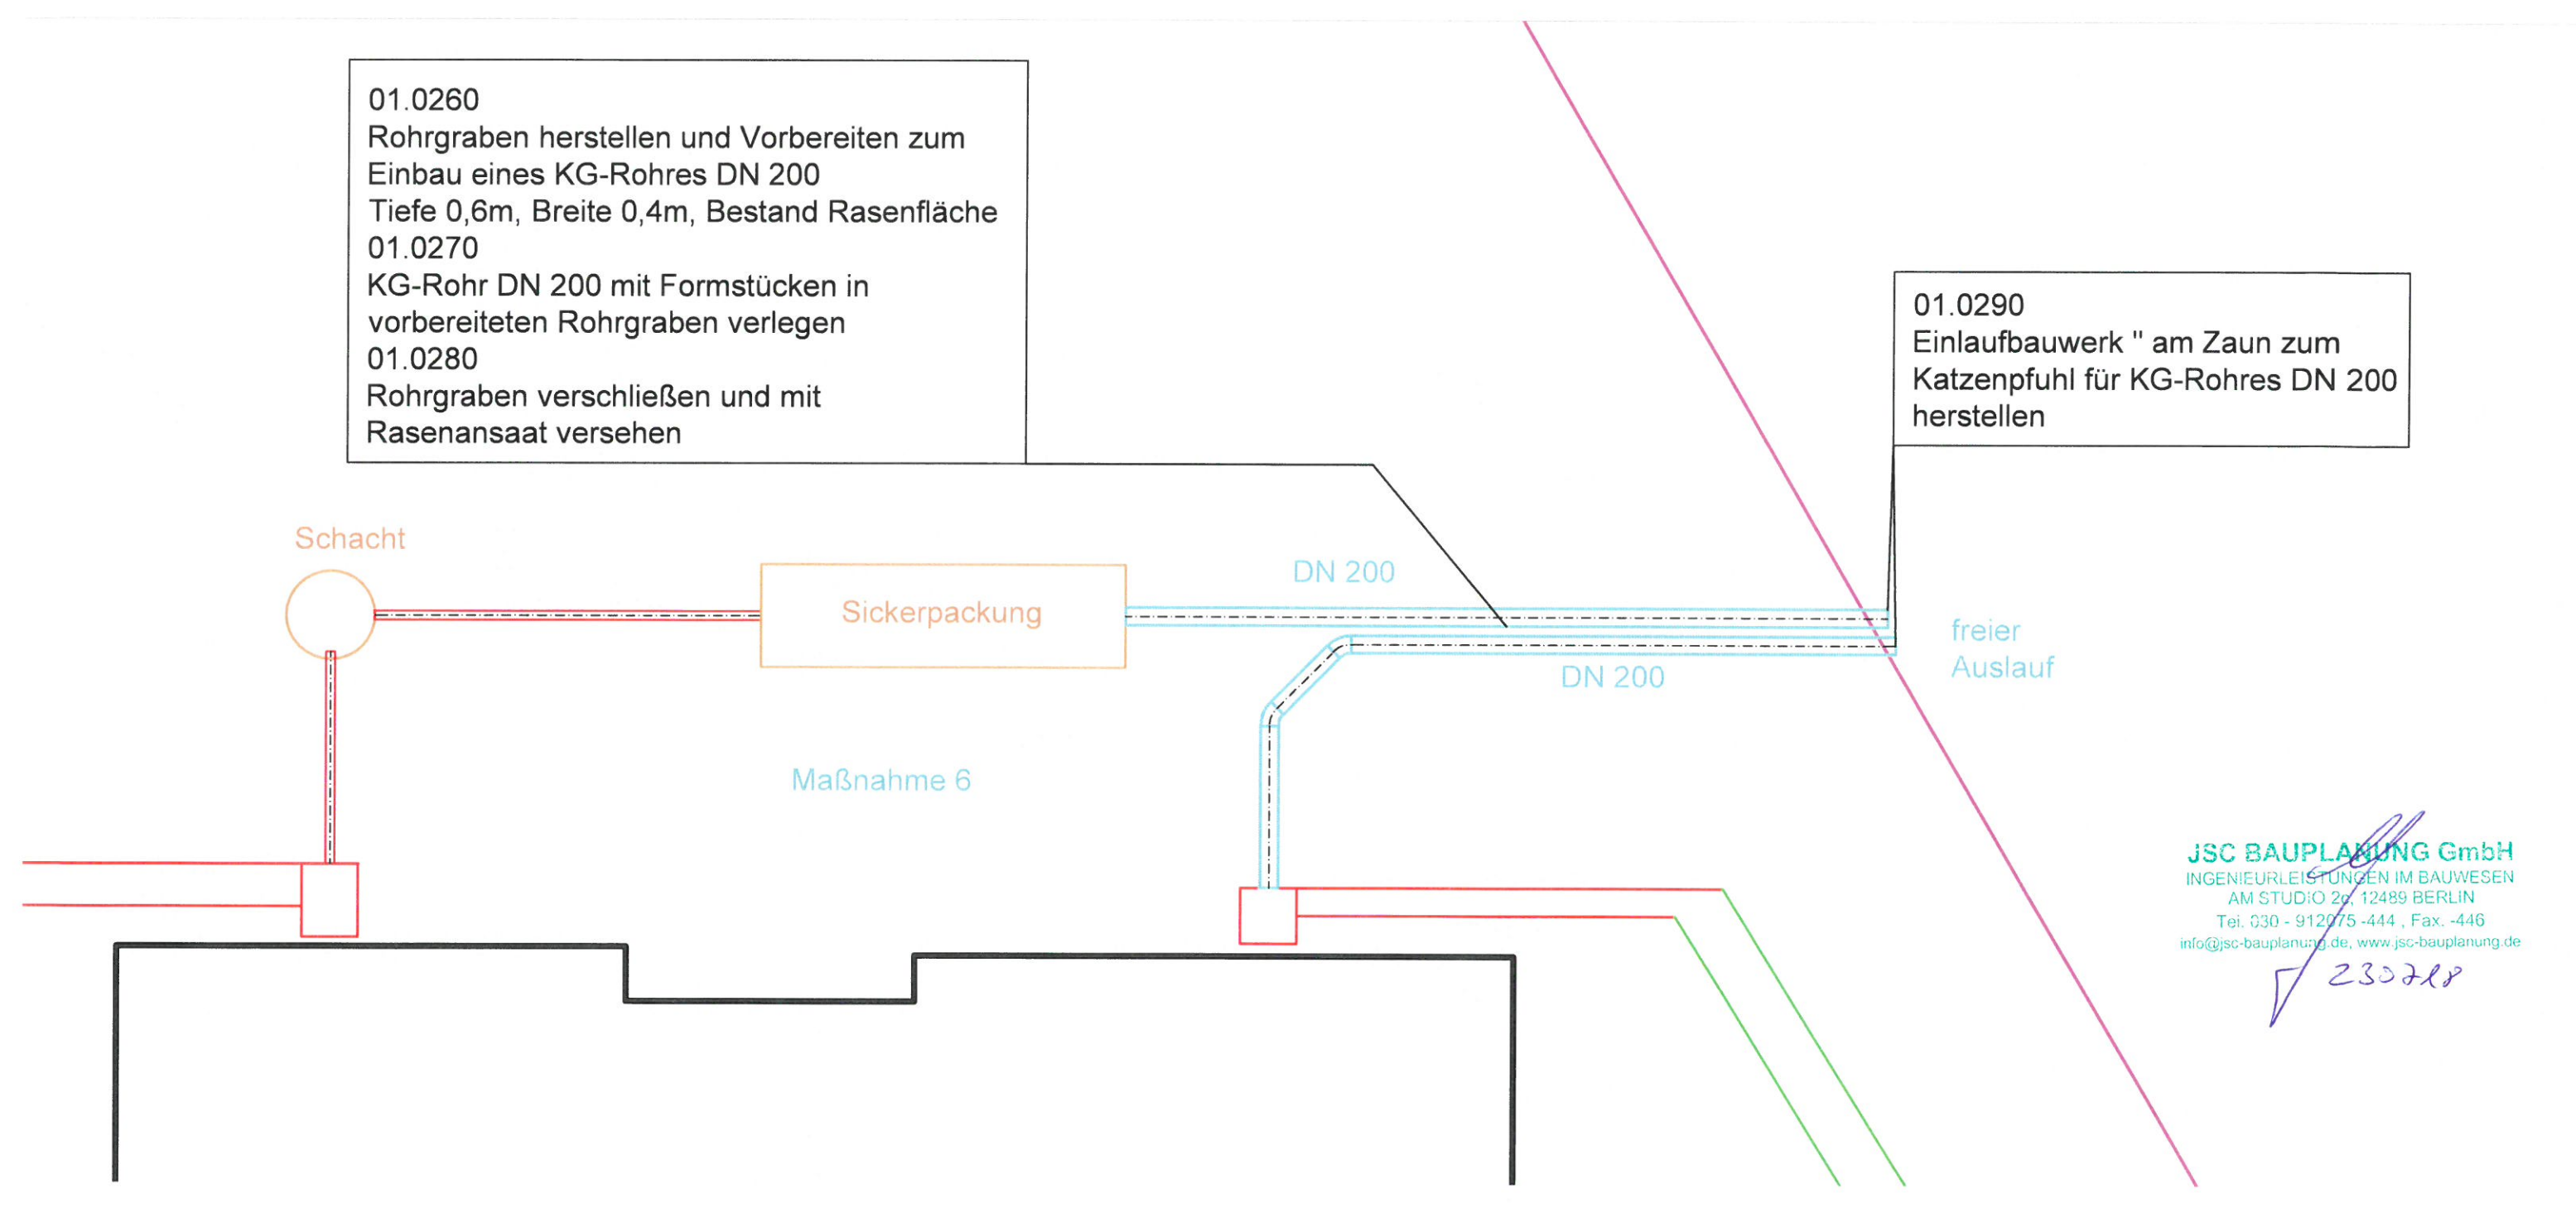 01.0260
Rohrgraben herstellen und Vorbereiten zum
Einbau eines KG-Rohres DN 200
Tiefe 0,6m, Breite 0,4m, Bestand Rasenfläche
01.0270
KG-Rohr DN 200 mit Formstücken in
vorbereiteten Rohrgraben verlegen
01.0280
Rohrgraben verschließen und mit
Rasenansaat versehen
01.0290
Einlaufbauwerk " am Zaun zum
Katzenpfuhl für KG-Rohres DN 200
herstellen
Schacht
Sickerpackung
DN 200
DN 200
freier
Auslauf
Maßnahme 6
JSC BAUPLANUNG GmbH
INGENIEURLEISTUNGEN IM BAUWESEN
AM STUDIO 12489 BERLIN
Tel. 030 - 912075 -444 , Fax. -446
info@jsc-bauplanung.de, www.jsc-bauplanung.de
230718